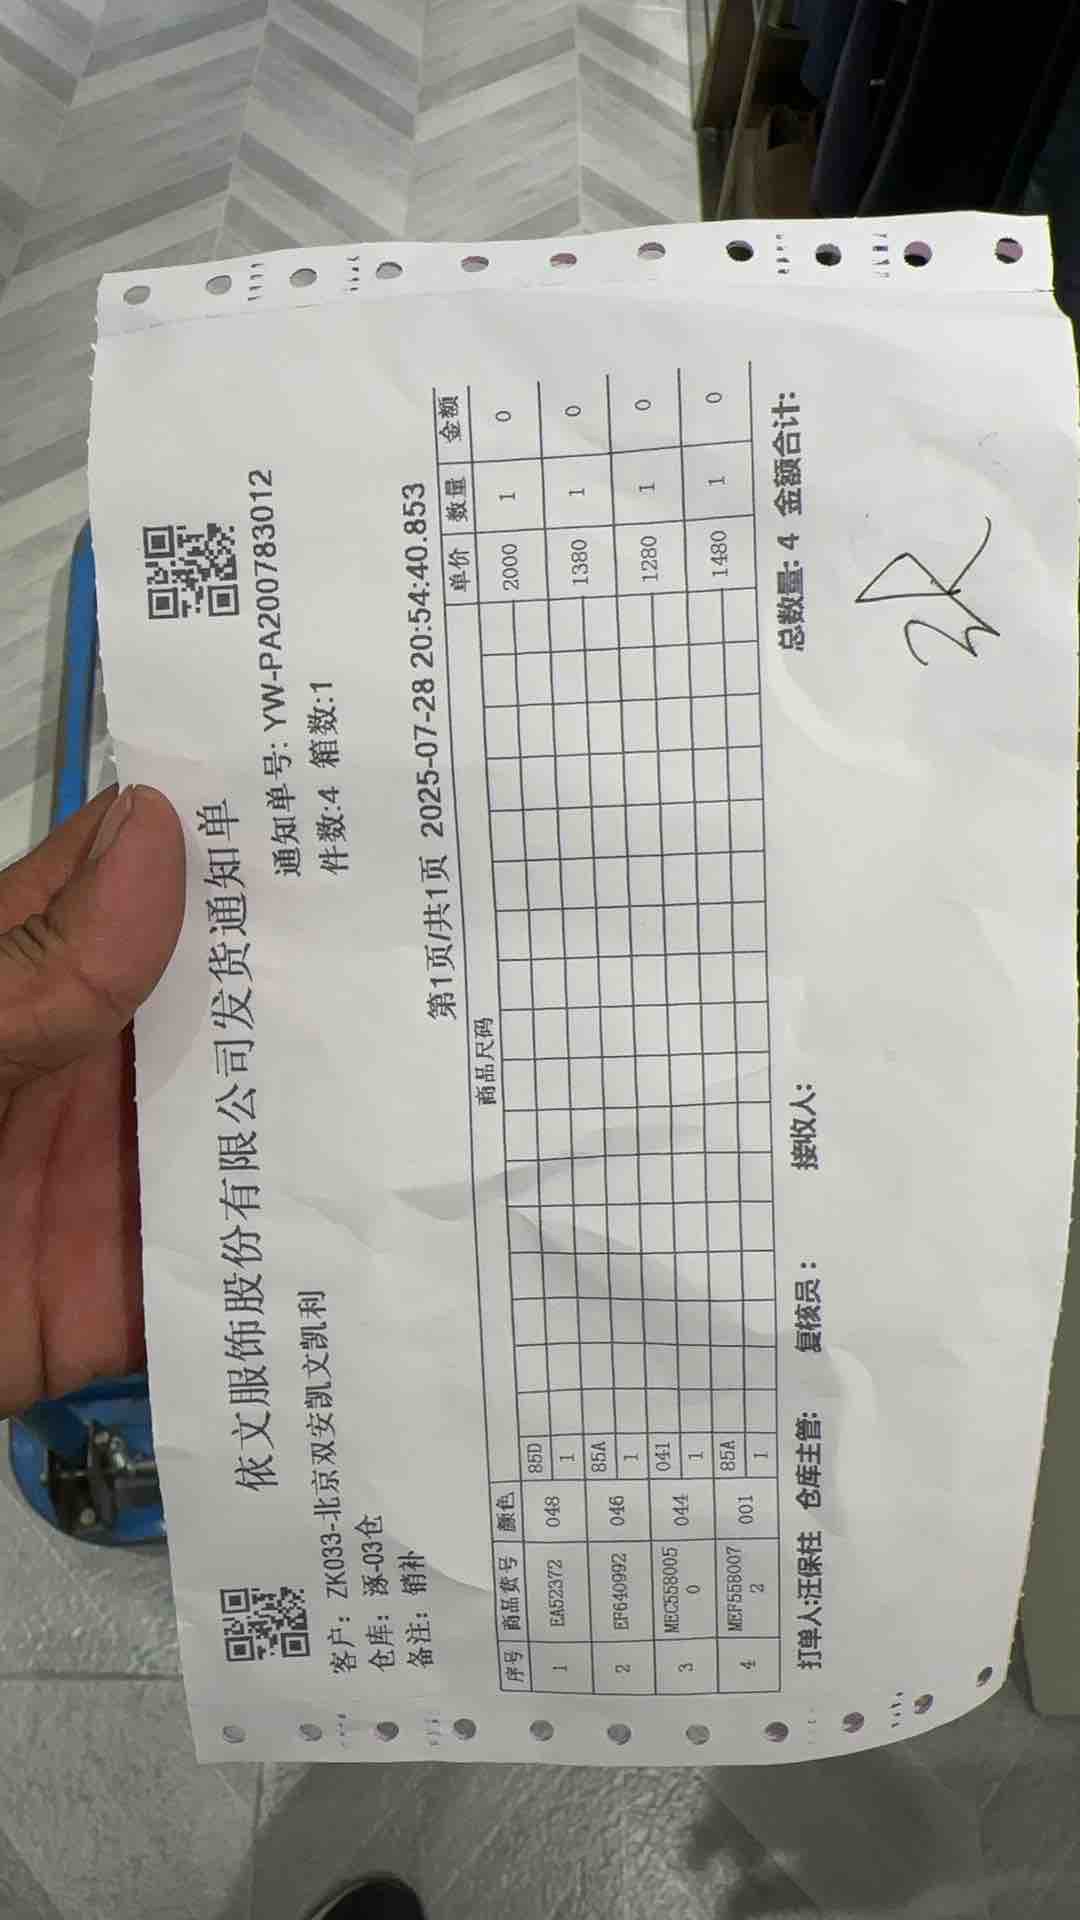 依文服饰股份有限公司发货通知单
客户: ZK033-北京双安凯文凯利
通知单号: YW-PA200783012
仓库: 涿-03仓
件数:4 箱数:1
备注: 销补
第1页/共1页 2025-07-28 20:54:40.853
序号 商品货号 颜色 商品尺码 单价 数量 金额
1 EA52372 048 85D 1 2000 1 0
2 EF640992 046 85A 1 1380 1 0
3 MEC5580050 044 041 1 1280 1 0
4 MEF5580072 001 85A 1 1480 1 0
打单人:汪保柱 仓库主管: 复核员: 接收人: 总数量: 4 金额合计: